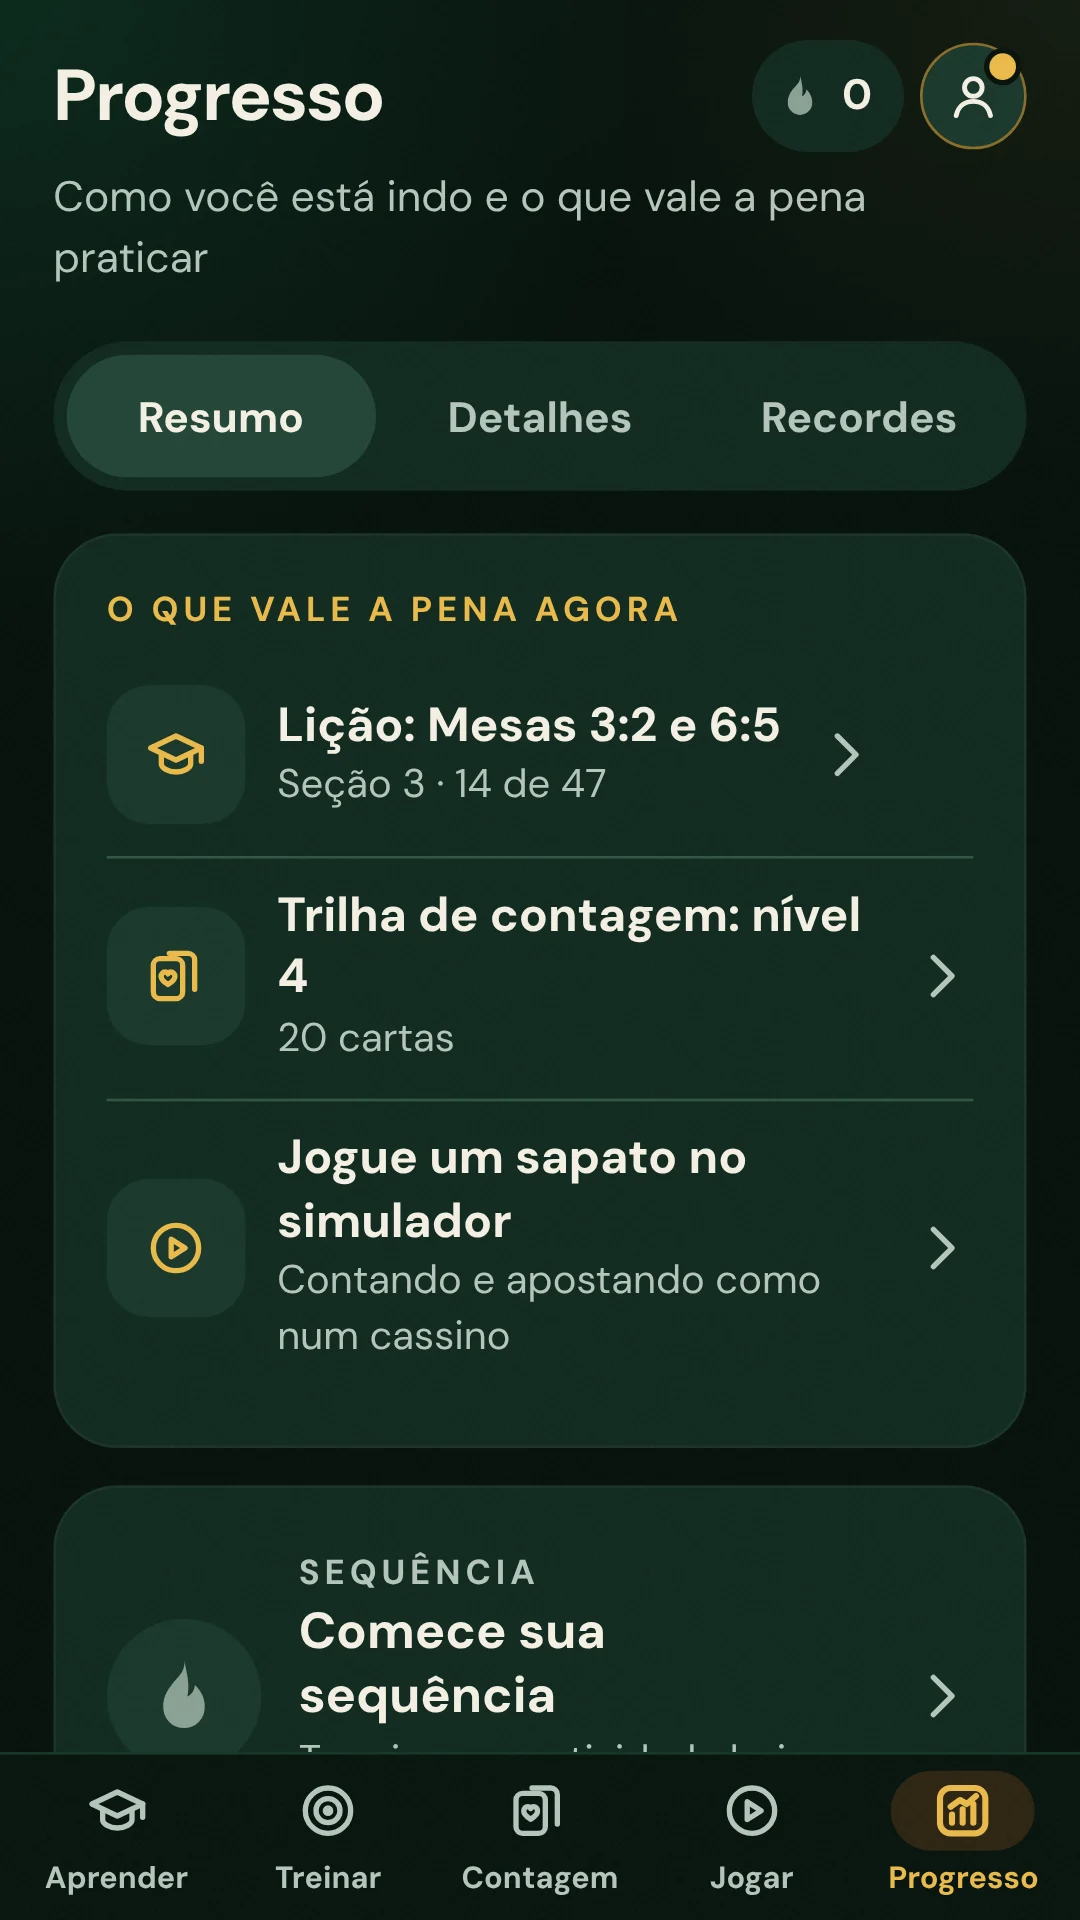 Progresso
0
Como você está indo e o que vale a pena
praticar
Resumo
Detalhes
Recordes
O QUE VALE A PENA AGORA
Lição: Mesas 3:2 e 6:5
Seção 3 · 14 de 47
Trilha de contagem: nível
4
20 cartas
Jogue um sapato no
simulador
Contando e apostando como
num cassino
SEQUÊNCIA
Comece sua
sequência
Aprender
Treinar
Contagem
Jogar
Progresso